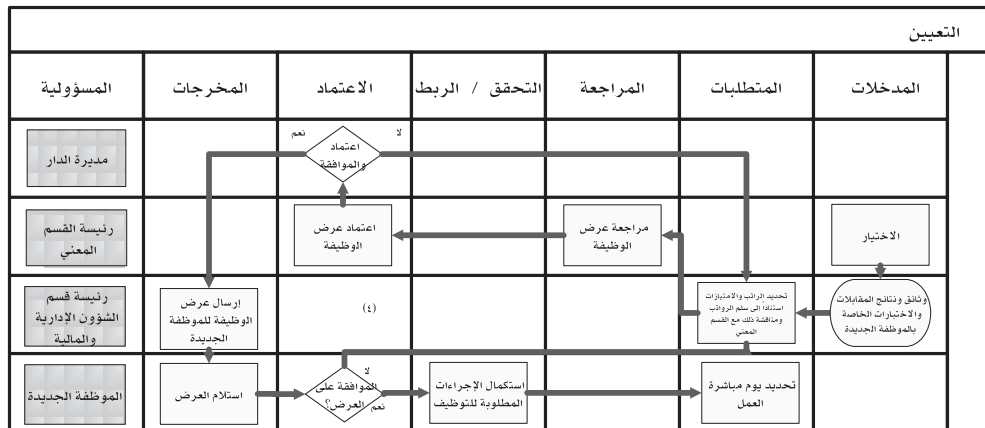 التعيين
المدخلات
المتطلبات
المراجعة
التحقق / الربط
الاعتماد
المخرجات
المسؤولية
اعتماد
والموافقة
لا
نعم
مديرة الدار
الاختيار
مراجعة عرض
الوظيفة
اعتماد عرض
الوظيفة
رئيسة القسم
المعني
وثائق ونتائج المقابلات
والاختبارات الخاصة
بالموظفة الجديدة
تحديد الراتب والامتيازات
استنادا إلى سلم الرواتب
ومناقشة ذلك مع القسم
المعني
(٤)
إرسال عرض
الوظيفة للموظفة
الجديدة
رئيسة قسم
الشؤون الإدارية
والمالية
تحديد يوم مباشرة
العمل
استكمال الإجراءات
المطلوبة للتوظيف
لا
الموافقة على
العرض؟
نعم
استلام العرض
الموظفة الجديدة